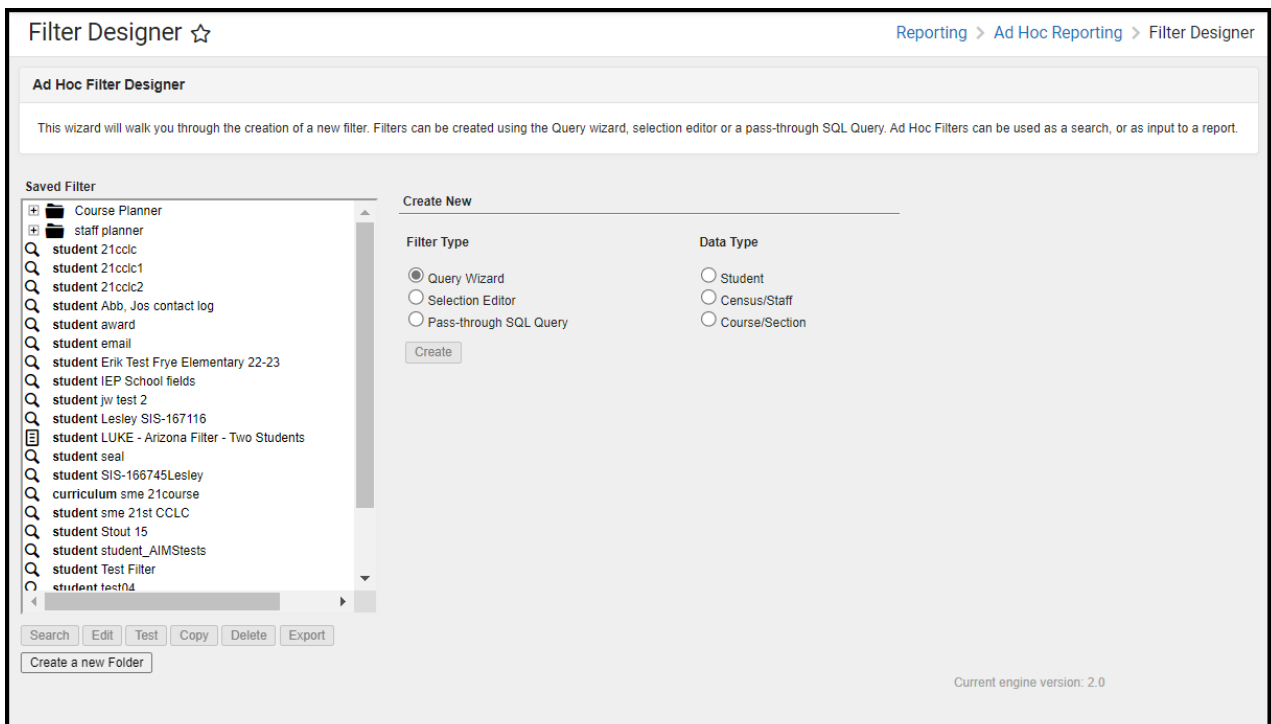 Filter Designer
Reporting > Ad Hoc Reporting > Filter Designer
Ad Hoc Filter Designer
This wizard will walk you through the creation of a new filter. Filters can be created using the Query wizard, selection editor or a pass-through SQL Query. Ad Hoc Filters can be used as a search, or as input to a report.
Saved Filter
Course Planner
staff planner
student 21cclc
student 21cclc1
student 21cclc2
student Abb, Jos contact log
student award
student email
student Erik Test Frye Elementary 22-23
student IEP School fields
student jw test 2
student Lesley SIS-167116
student LUKE - Arizona Filter - Two Students
student seal
student SIS-166745Lesley
curriculum sme 21course
student sme 21st CCLC
student Stout 15
student student_AIMStests
student Test Filter
student test04
Search Edit Test Copy Delete Export
Create a new Folder
Create New
Filter Type
Query Wizard
Selection Editor
Pass-through SQL Query
Create
Data Type
Student
Census/Staff
Course/Section
Current engine version: 2.0